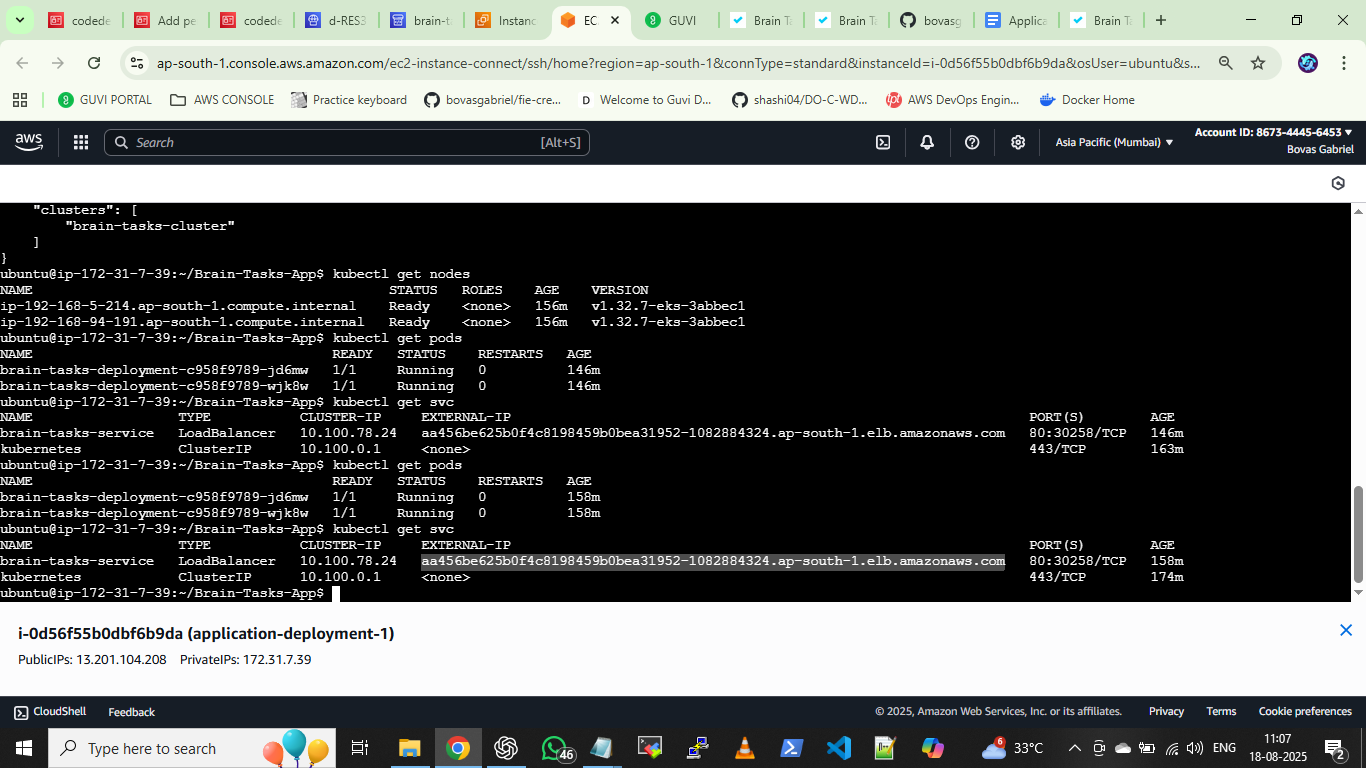 codede
Add pe
codede
d-RES3
brain-ta
Instanc
EC
GUVI
Brain Ta
Brain To
bovasg
Applica
Brain Ta
ap-south-1.console.aws.amazon.com/ec2-instance-connect/ssh/home?region=ap-south-1&connType=standard&instanceId=i-0d56f55b0dbf6b9da&osUser=ubuntu&s...
GUVI PORTAL
AWS CONSOLE
Practice keyboard
bovasgabriel/fie-cre...
Welcome to Guvi D...
shashi04/DO-C-WD...
AWS DevOps Engin...
Docker Home
aws
Search
[Alt+S]
Asia Pacific (Mumbai)
Account ID: 8673-4445-6453
Bovas Gabriel
"clusters": [
"brain-tasks-cluster"
]
}
ubuntu@ip-172-31-7-39:~/Brain-Tasks-App$ kubectl get nodes
NAME STATUS ROLES AGE VERSION
ip-192-168-5-214.ap-south-1.compute.internal Ready <none> 156m v1.32.7-eks-3abbec1
ip-192-168-94-191.ap-south-1.compute.internal Ready <none> 156m v1.32.7-eks-3abbec1
ubuntu@ip-172-31-7-39:~/Brain-Tasks-App$ kubectl get pods
NAME READY STATUS RESTARTS AGE
brain-tasks-deployment-c958f9789-jd6mw 1/1 Running 0 146m
brain-tasks-deployment-c958f9789-wjk8w 1/1 Running 0 146m
ubuntu@ip-172-31-7-39:~/Brain-Tasks-App$ kubectl get svc
NAME TYPE CLUSTER-IP EXTERNAL-IP PORT(S) AGE
brain-tasks-service LoadBalancer 10.100.78.24 aa456be625b0f4c8198459b0bea31952-1082884324.ap-south-1.elb.amazonaws.com 80:30258/TCP 146m
kubernetes ClusterIP 10.100.0.1 <none> 443/TCP 163m
ubuntu@ip-172-31-7-39:~/Brain-Tasks-App$ kubectl get pods
NAME READY STATUS RESTARTS AGE
brain-tasks-deployment-c958f9789-jd6mw 1/1 Running 0 158m
brain-tasks-deployment-c958f9789-wjk8w 1/1 Running 0 158m
ubuntu@ip-172-31-7-39:~/Brain-Tasks-App$ kubectl get svc
NAME TYPE CLUSTER-IP EXTERNAL-IP PORT(S) AGE
brain-tasks-service LoadBalancer 10.100.78.24 aa456be625b0f4c8198459b0bea31952-1082884324.ap-south-1.elb.amazonaws.com 80:30258/TCP 158m
kubernetes ClusterIP 10.100.0.1 <none> 443/TCP 174m
ubuntu@ip-172-31-7-39:~/Brain-Tasks-App$
i-0d56f55b0dbf6b9da (application-deployment-1)
PublicIPs: 13.201.104.208 PrivateIPs: 172.31.7.39
CloudShell
Feedback
© 2025, Amazon Web Services, Inc. or its affiliates.
Privacy
Terms
Cookie preferences
Type here to search
46
6
33°C
ENG
11:07
18-08-2025
2